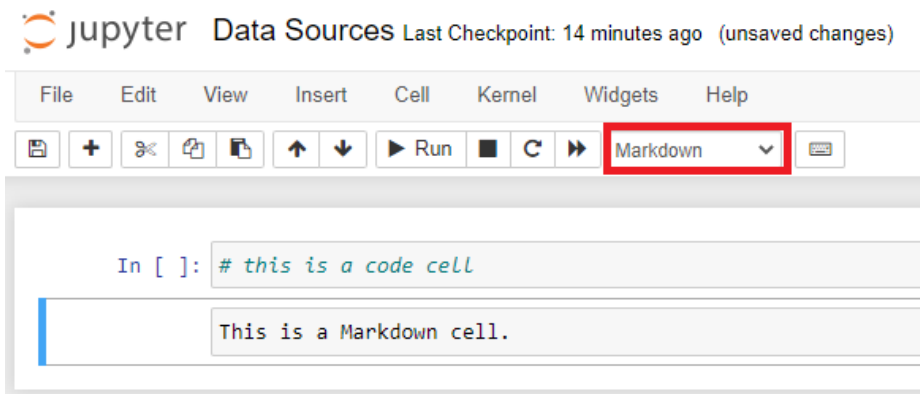 jupyter Data Sources Last Checkpoint: 14 minutes ago (unsaved changes)
File Edit View Insert Cell Kernel Widgets Help
Run Markdown
In [ ]: # this is a code cell
This is a Markdown cell.